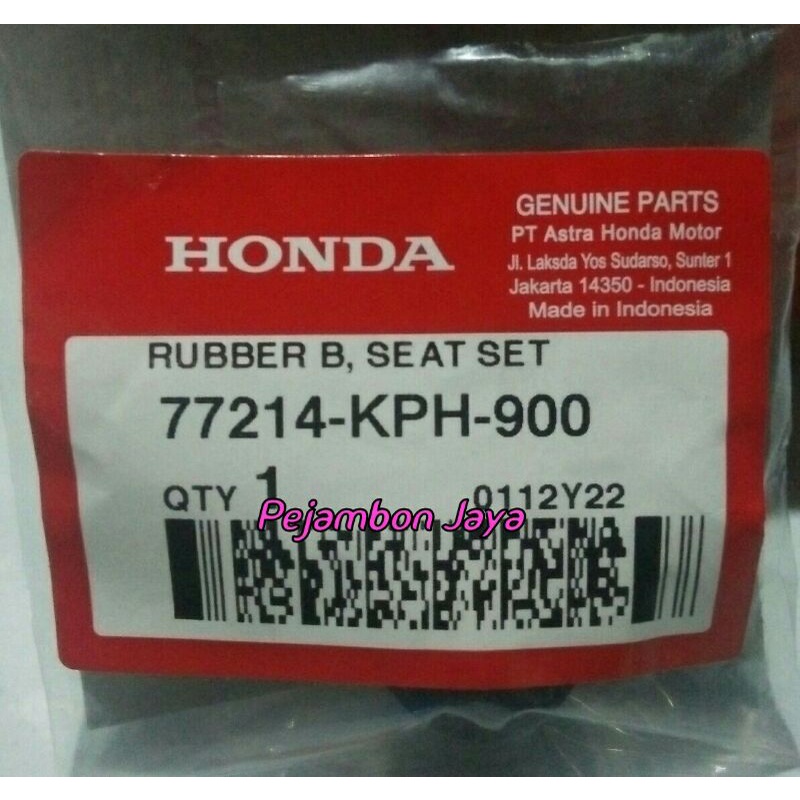 HONDA
GENUINE PARTS
PT Astra Honda Motor
Jl. Laksda Yos Sudarso, Sunter 1
Jakarta 14350 - Indonesia
Made in Indonesia
RUBBER B, SEAT SET
77214-KPH-900
QTY 1
0112Y22
Pejambon Jaya